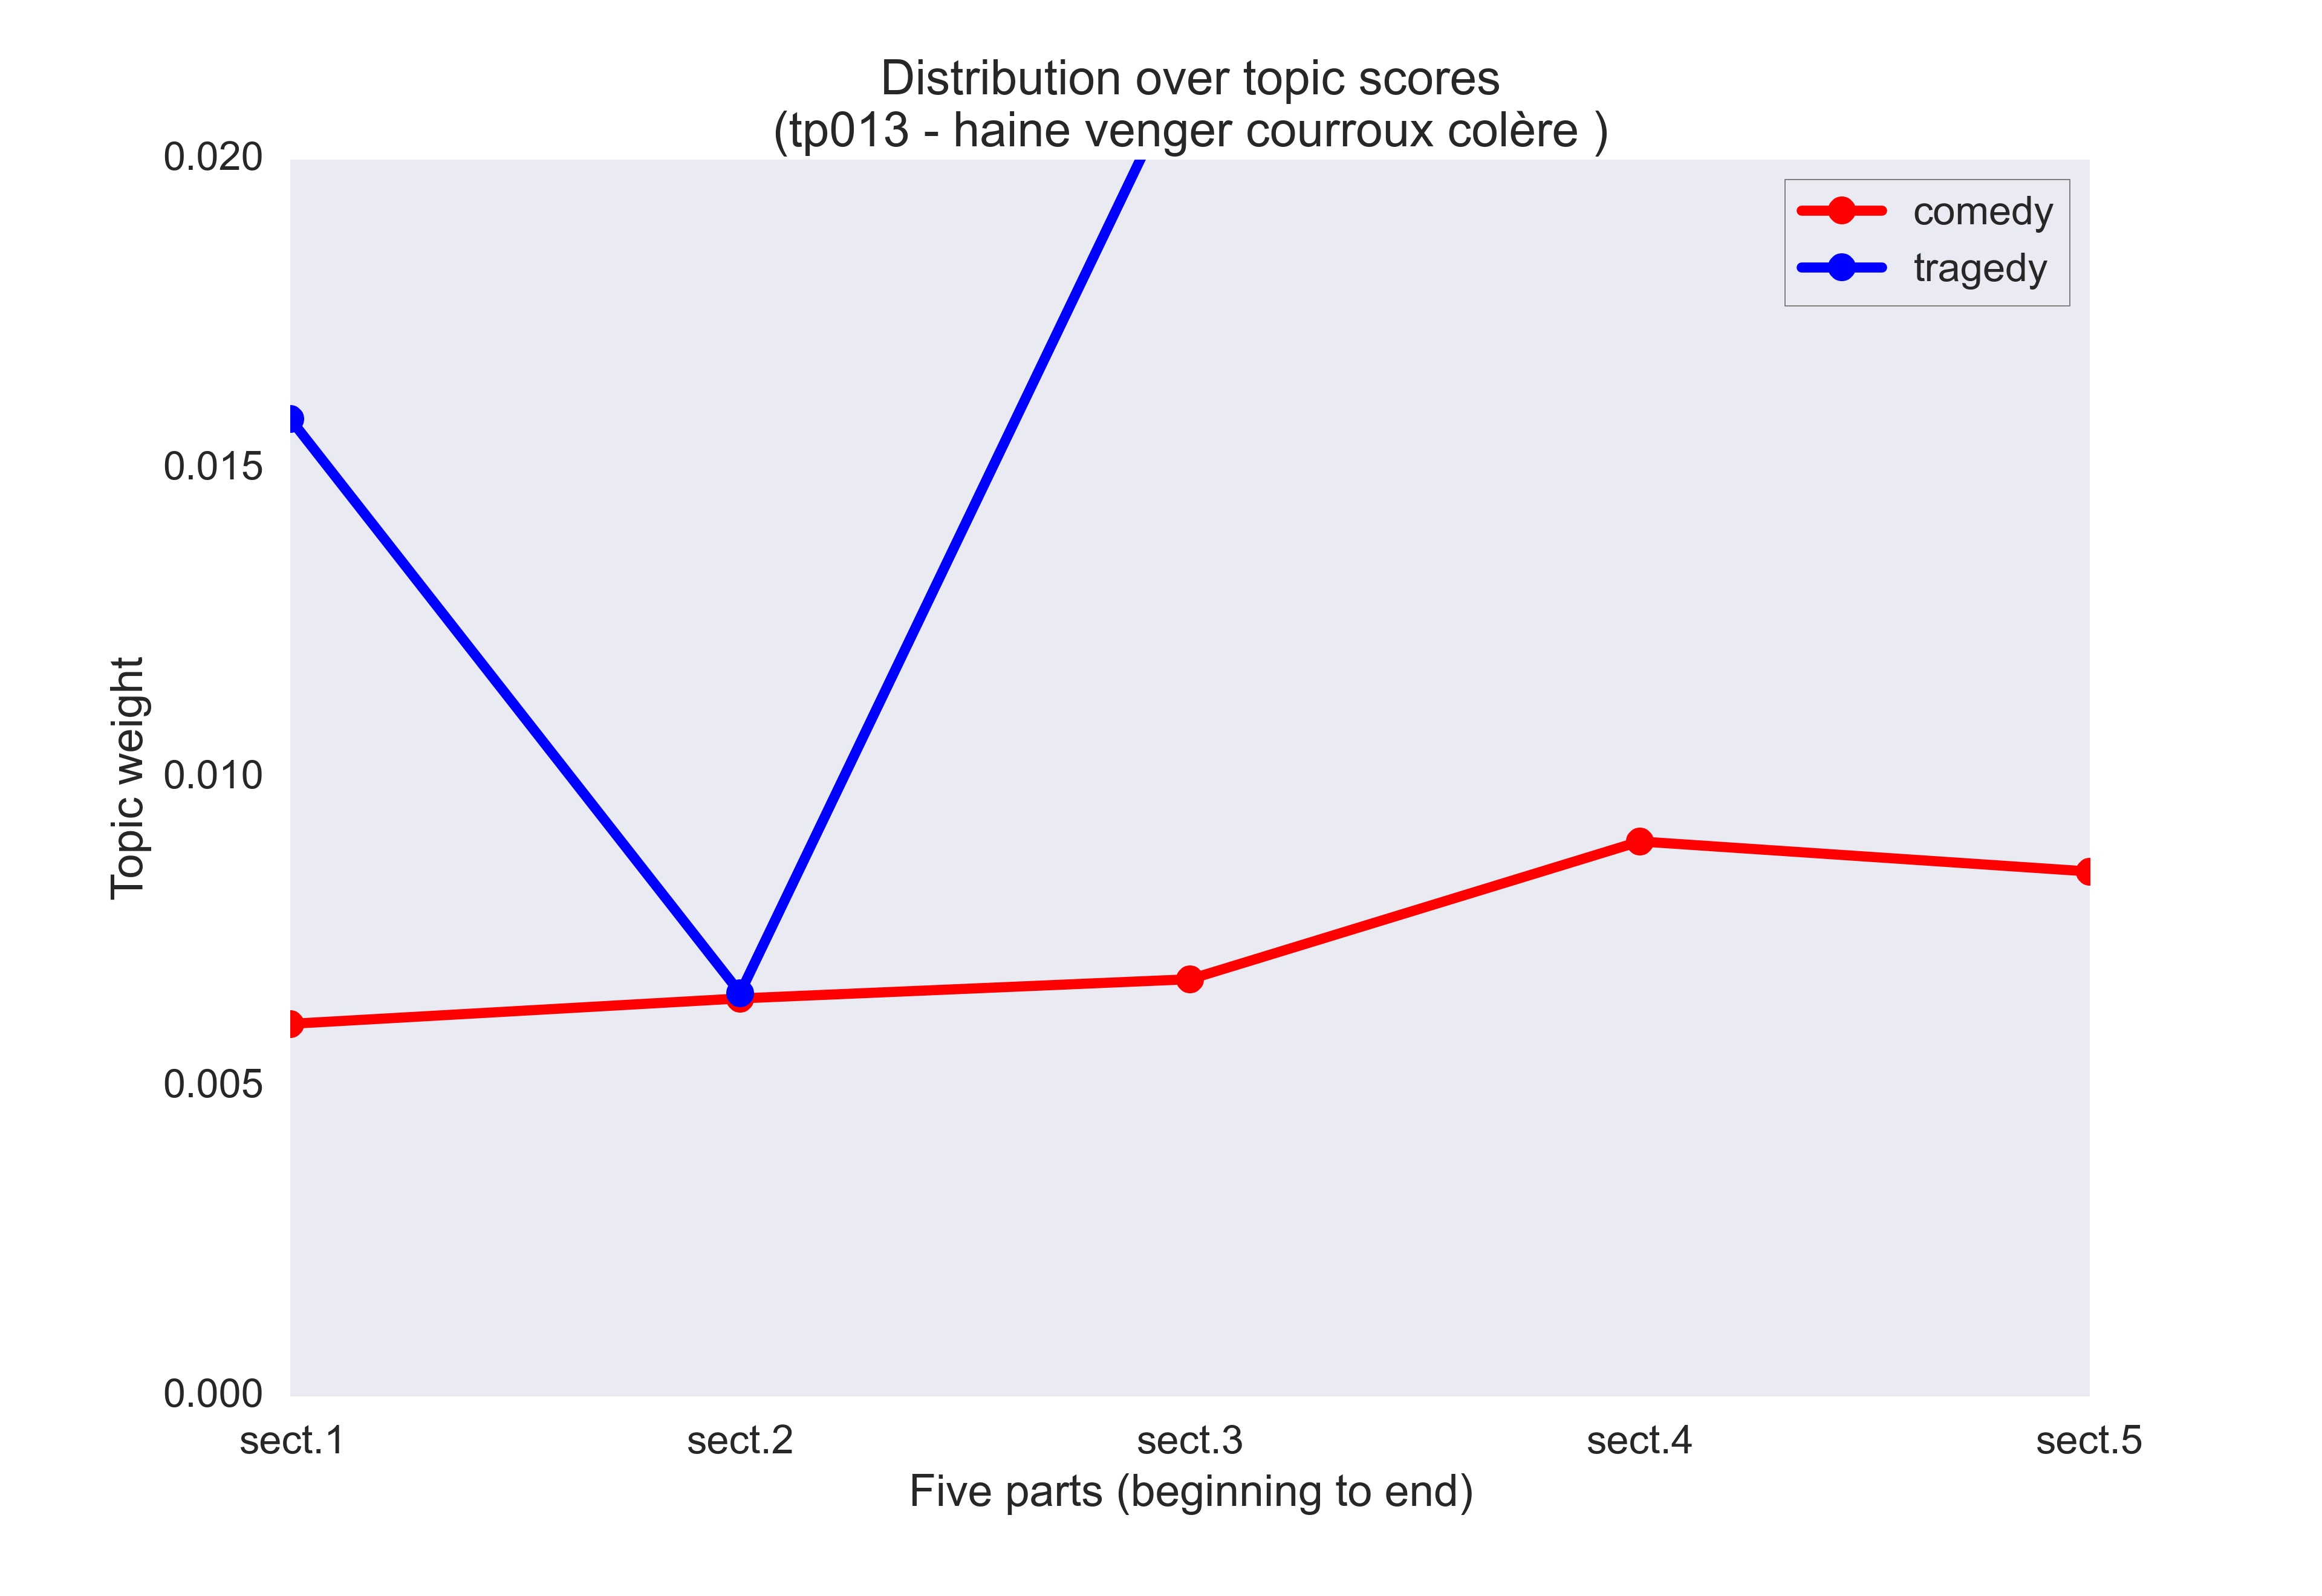 Distribution over topic scores
(tp013 - haine venger courroux colère )
0.020
0.015
0.010
0.005
0.000
Topic weight
comedy
tragedy
sect.1 sect.2 sect.3 sect.4 sect.5
Five parts (beginning to end)